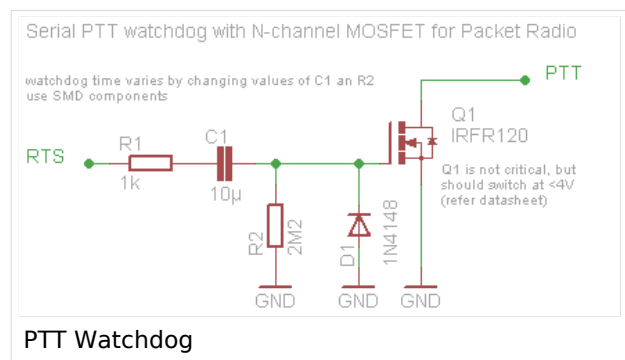 Serial PTT watchdog with N-channel MOSFET for Packet Radio
watchdog time varies by changing values of C1 an R2
use SMD components
PTT
Q1
IRFR120
Q1 is not critical, but
should switch at <4V
(refer datasheet)
RTS
R1
1k
C1
10µ
R2
2M2
D1
1N4148
GND
GND
GND
PTT Watchdog